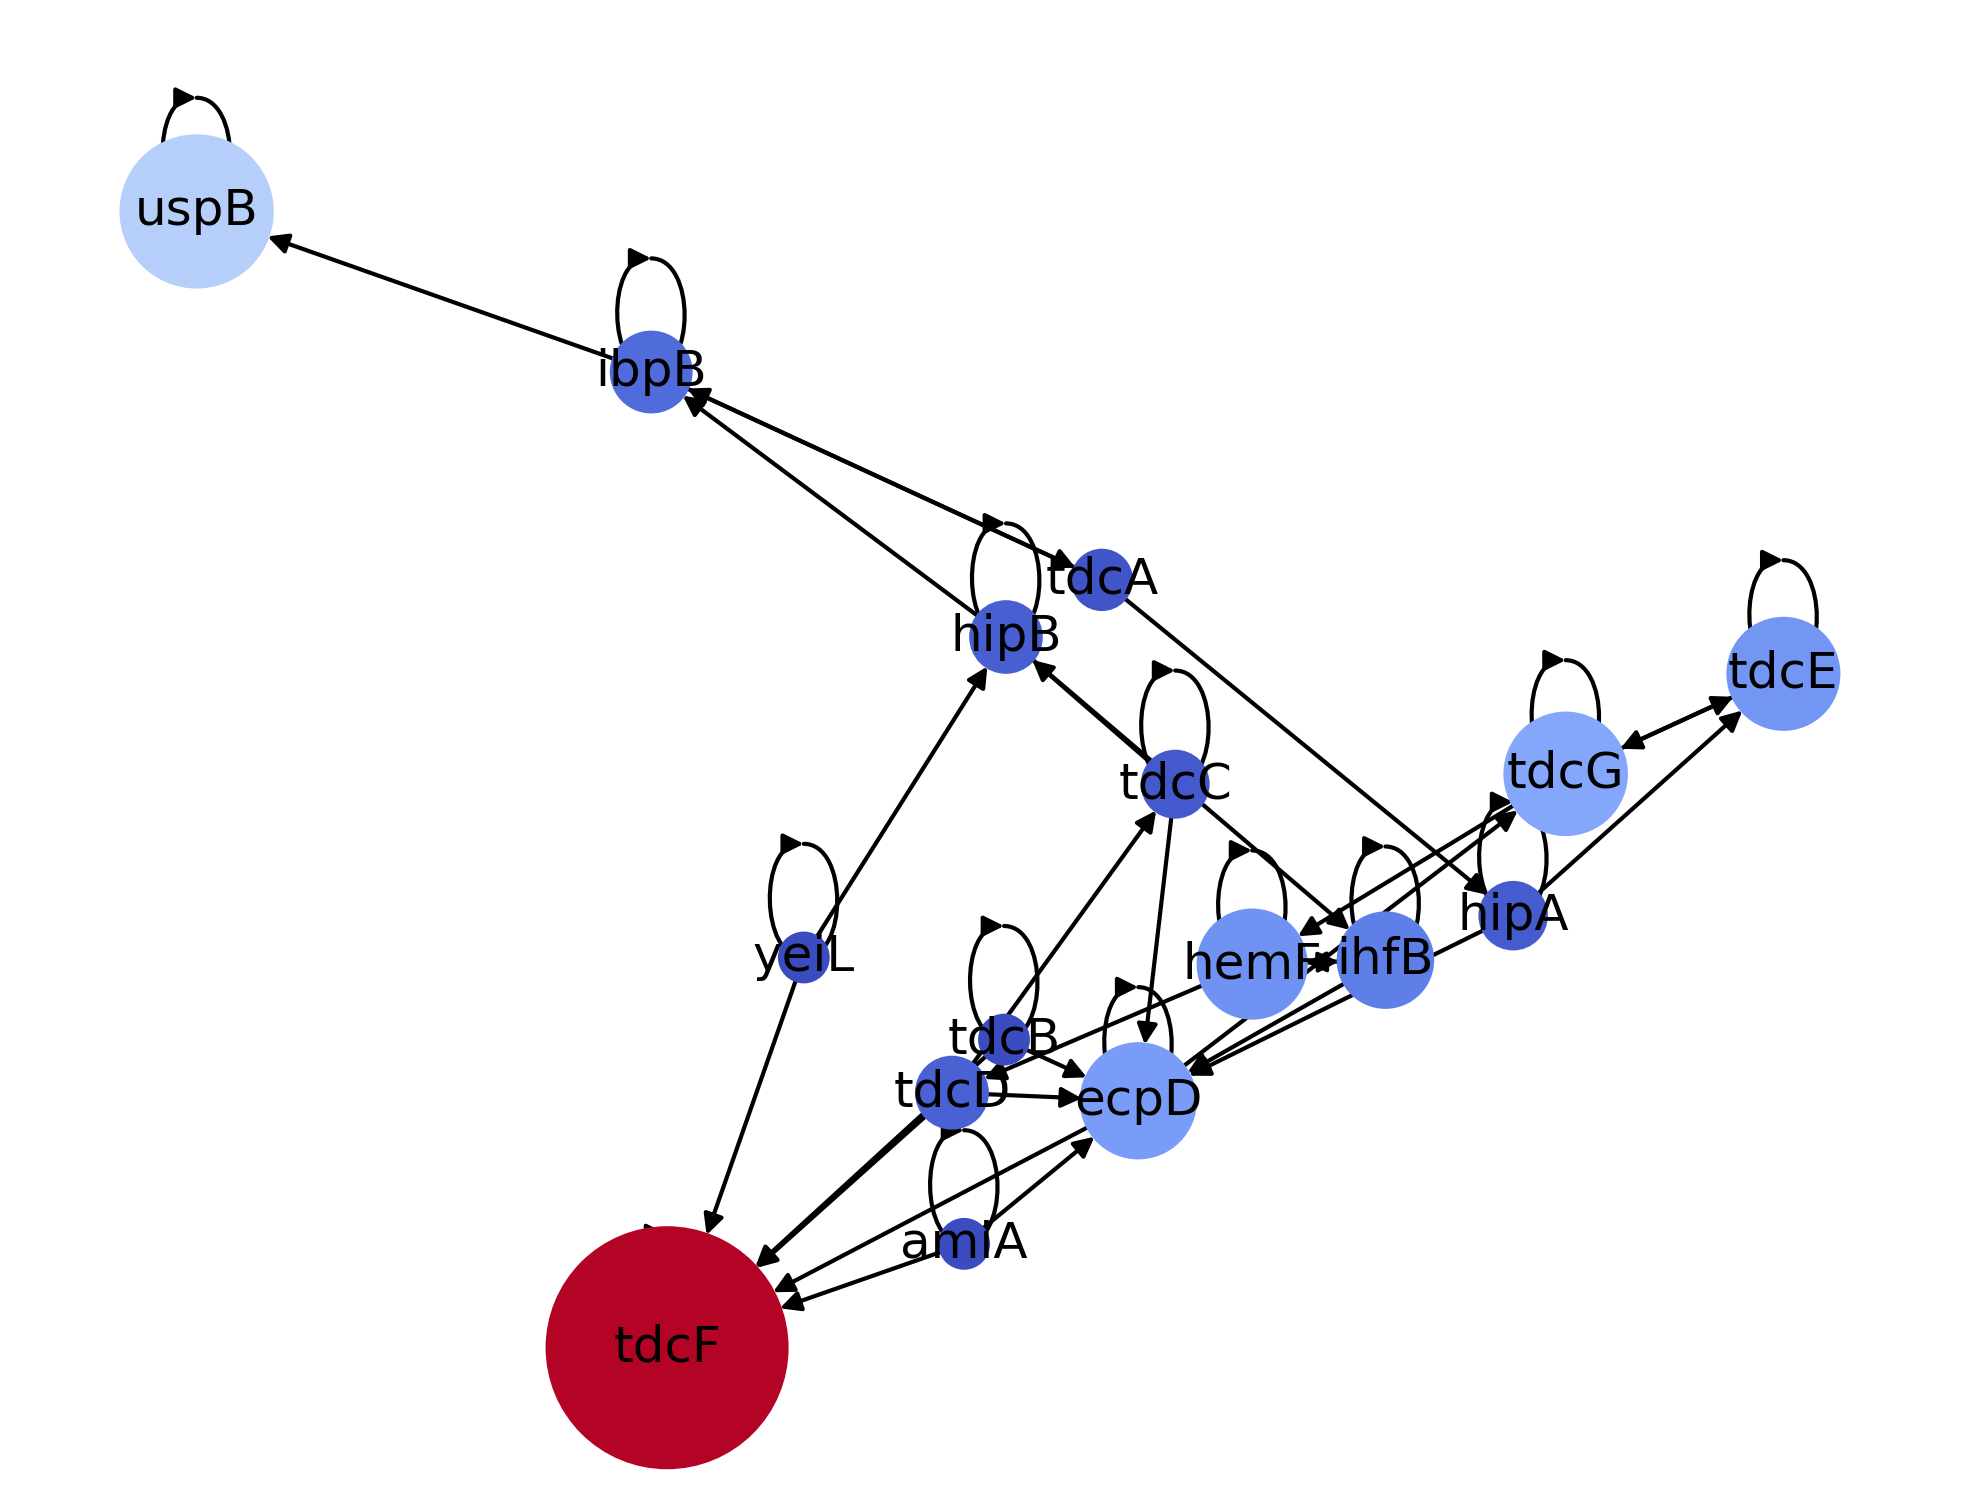 uspB
ibpB
tdcA
hipB
tdcE
tdcC
tdcG
hipA
yeiL
hemF
ihfB
tdcB
tdcD
ecpD
amiA
tdcF